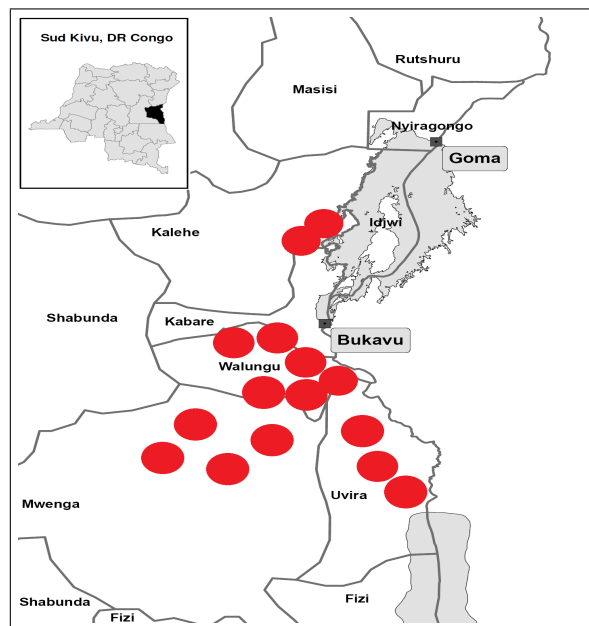 Sud Kivu, DR Congo
Rutshuru
Masisi
Nyiragongo
Goma
Idjwi
Kalehe
Shabunda
Kabare
Bukavu
Walungu
Mwenga
Uvira
Shabunda
Fizi
Fizi